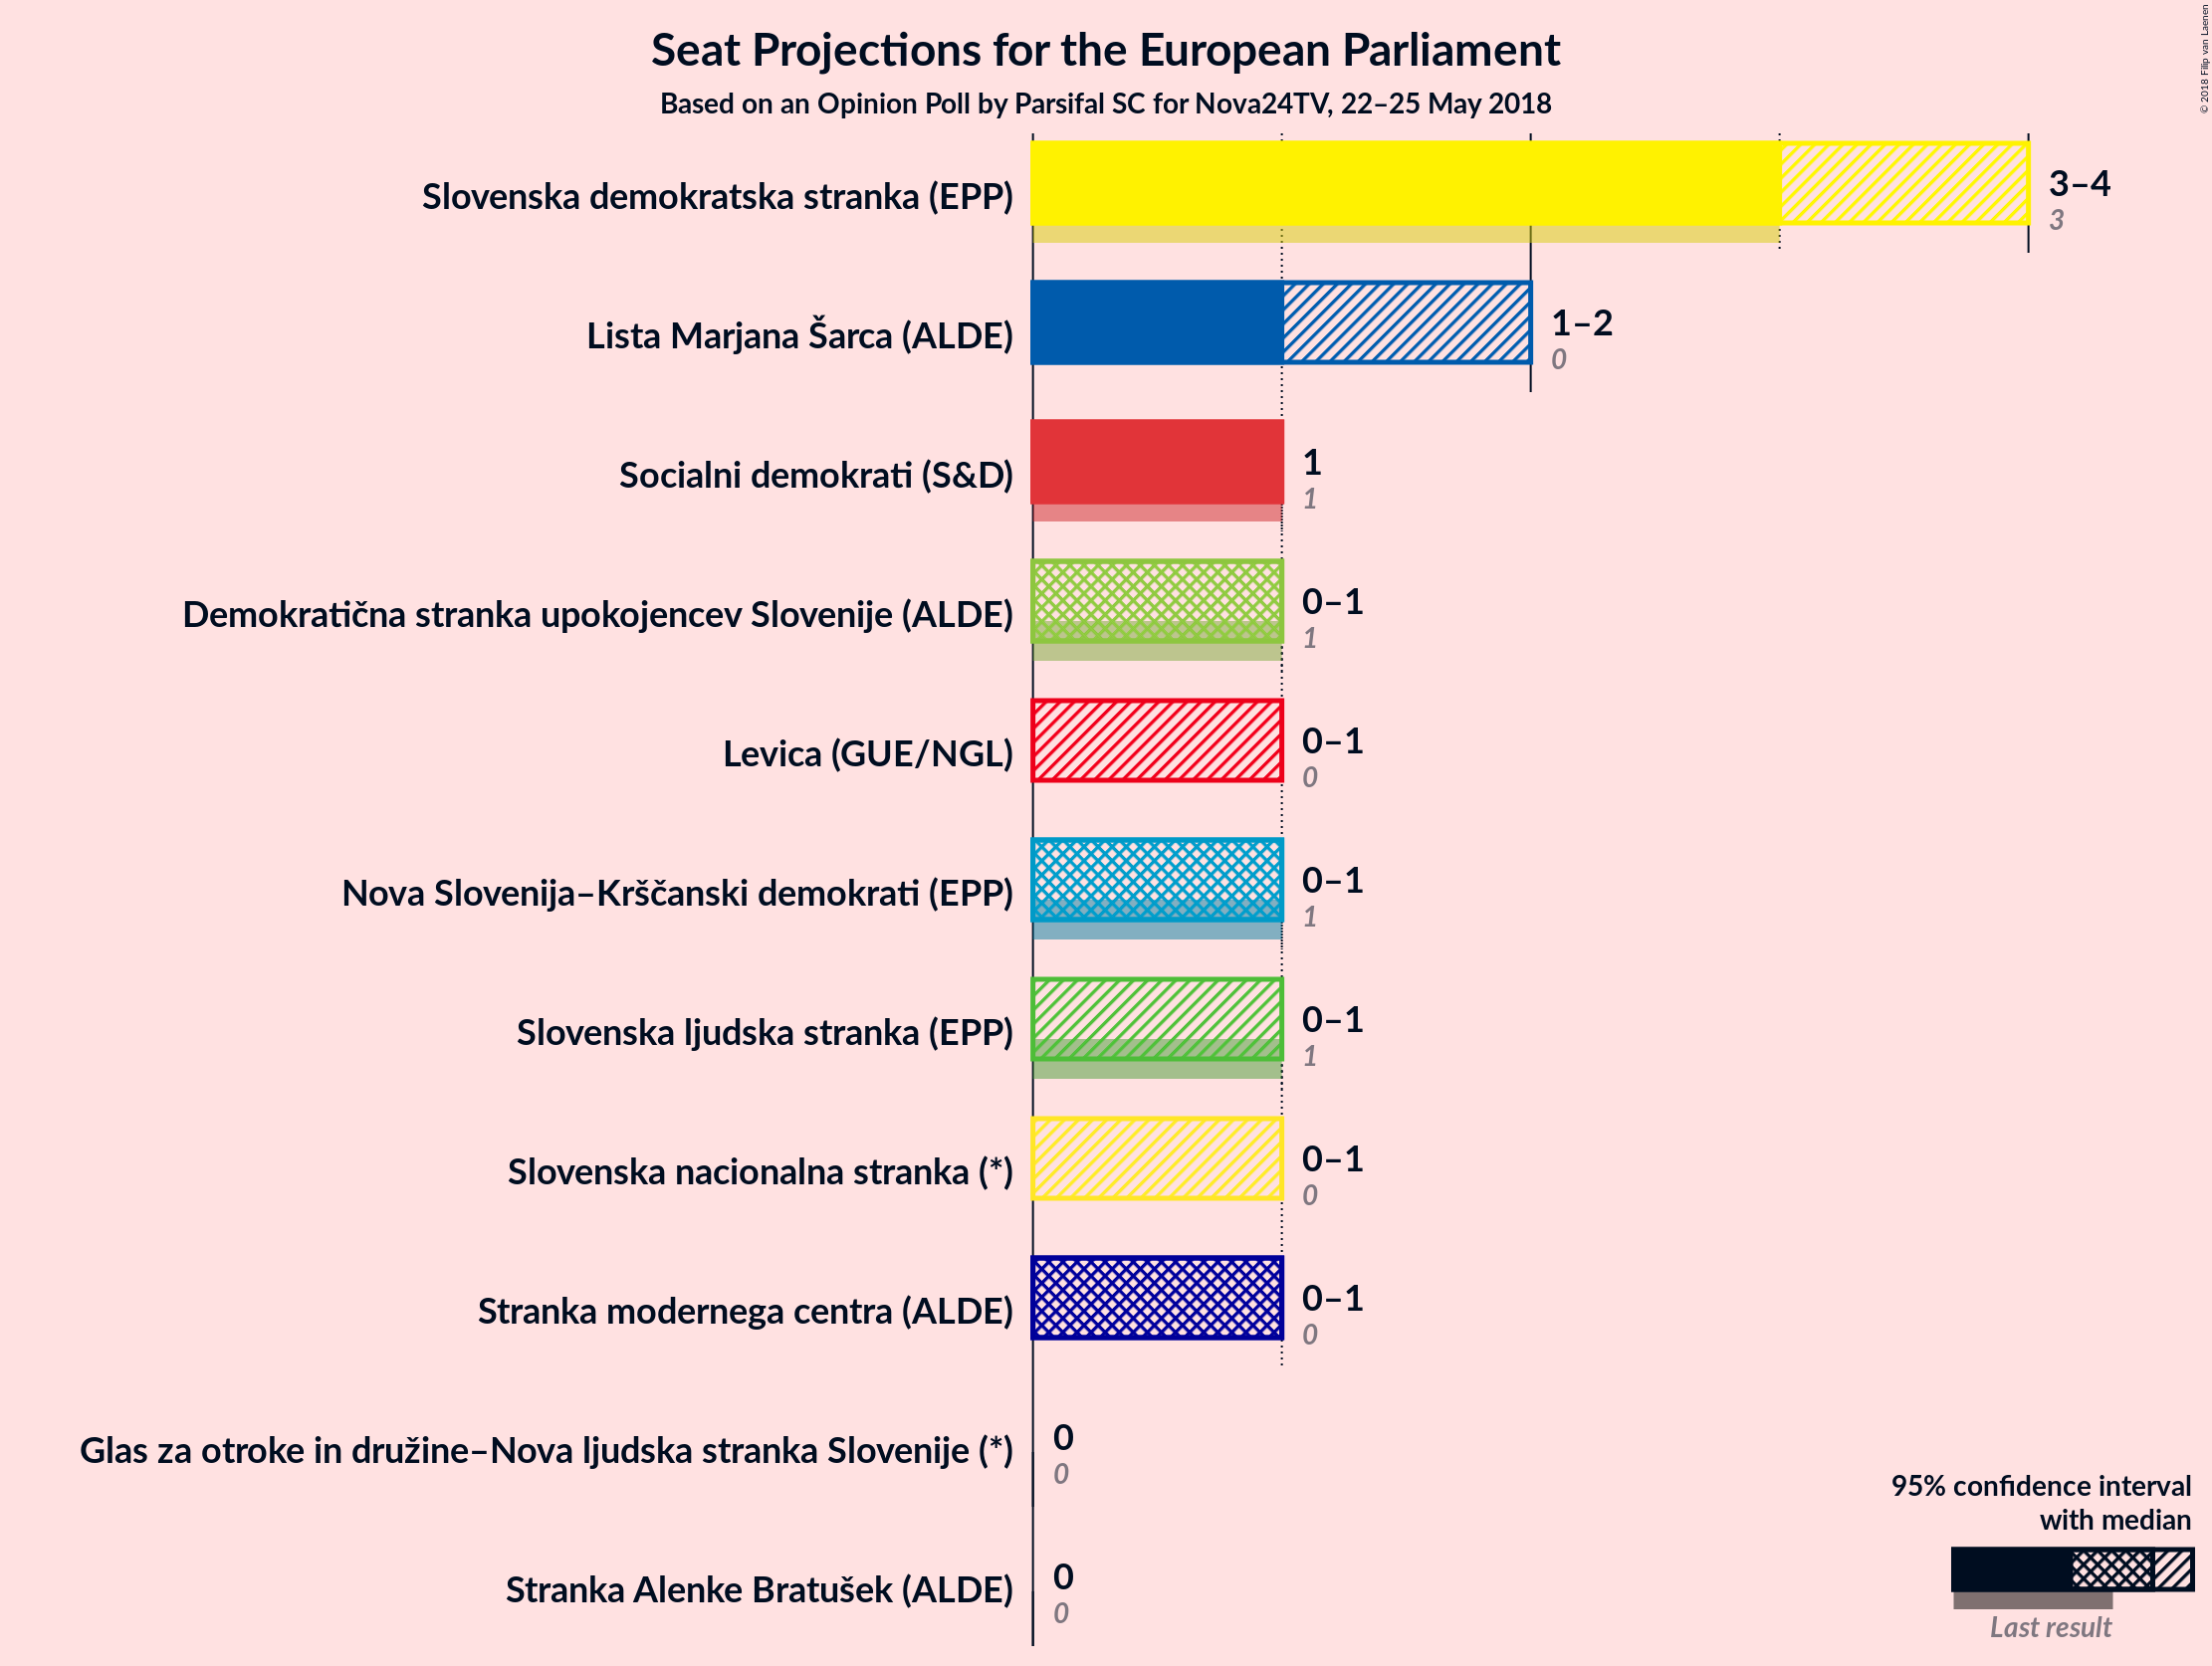 Seat Projections for the European Parliament
Based on an Opinion Poll by Parsifal SC for Nova24TV, 22–25 May 2018
© 2018 Filip van Laenen
Slovenska demokratska stranka (EPP)
3–4
3
Lista Marjana Šarca (ALDE)
1–2
0
Socialni demokrati (S&D)
1
1
Demokratična stranka upokojencev Slovenije (ALDE)
0–1
1
Levica (GUE/NGL)
0–1
0
Nova Slovenija–Krščanski demokrati (EPP)
0–1
1
Slovenska ljudska stranka (EPP)
0–1
1
Slovenska nacionalna stranka (*)
0–1
0
Stranka modernega centra (ALDE)
0–1
0
Glas za otroke in družine–Nova ljudska stranka Slovenije (*)
0
0
Stranka Alenke Bratušek (ALDE)
0
0
95% confidence interval
with median
Last result